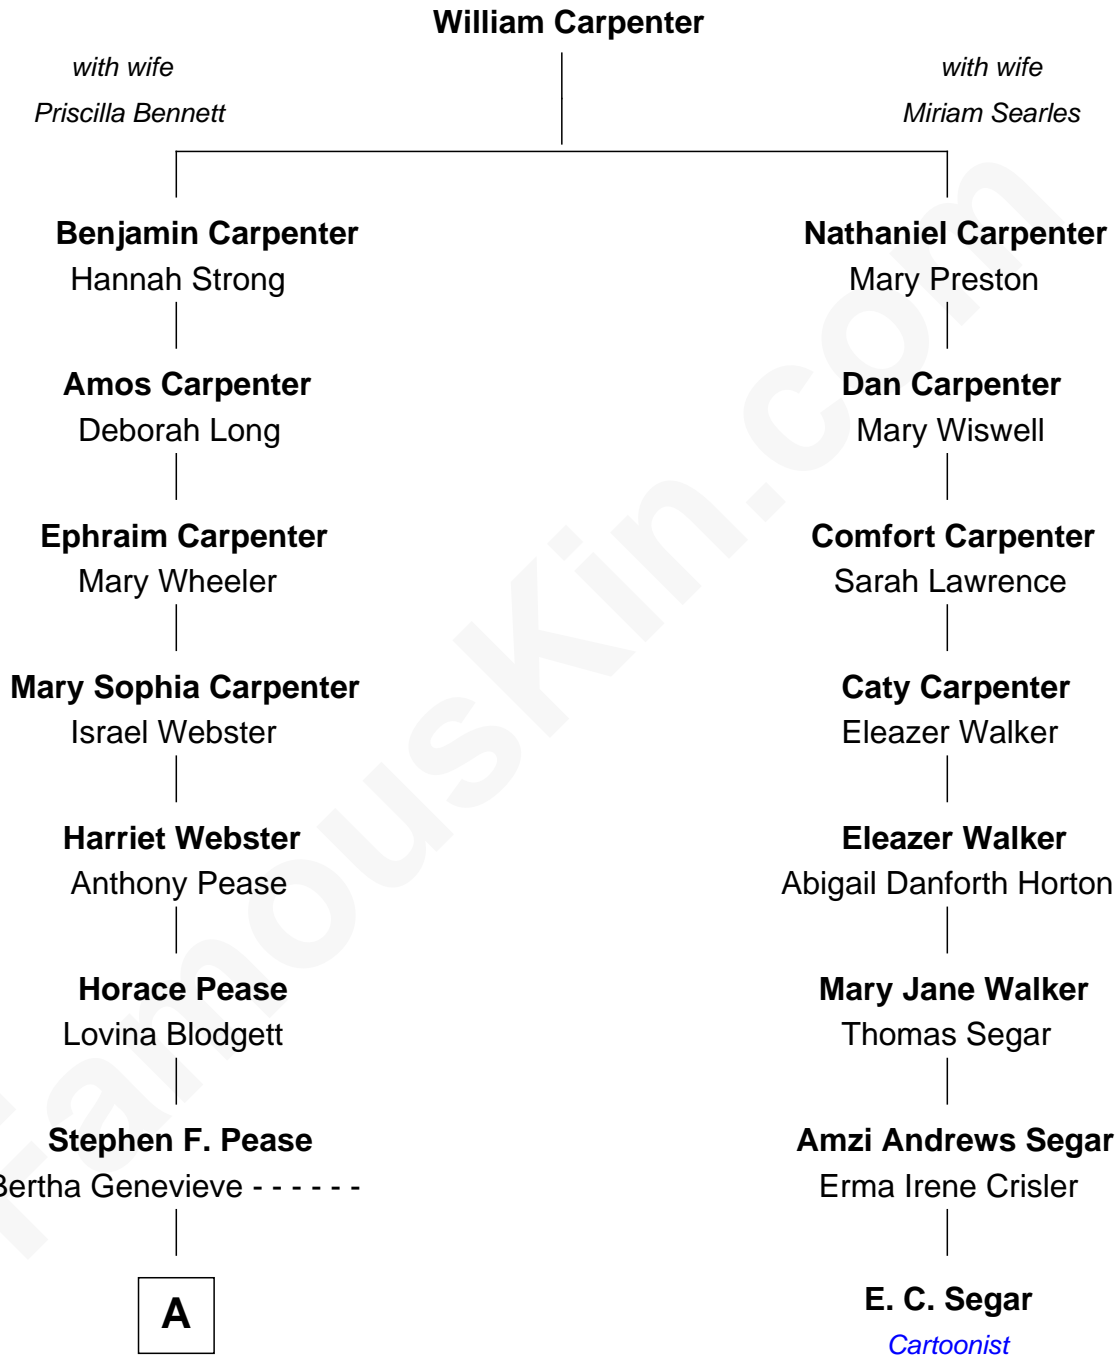 William Carpenter
with wife
Priscilla Bennett
with wife
Miriam Searles
Benjamin Carpenter
Hannah Strong
Nathaniel Carpenter
Mary Preston
Amos Carpenter
Deborah Long
Dan Carpenter
Mary Wiswell
Ephraim Carpenter
Mary Wheeler
Comfort Carpenter
Sarah Lawrence
Mary Sophia Carpenter
Israel Webster
Caty Carpenter
Eleazer Walker
Harriet Webster
Anthony Pease
Eleazer Walker
Abigail Danforth Horton
Horace Pease
Lovina Blodgett
Mary Jane Walker
Thomas Segar
Stephen F. Pease
Bertha Genevieve - - - - - -
Amzi Andrews Segar
Erma Irene Crisler
A
E. C. Segar
Cartoonist
FamousKin.com